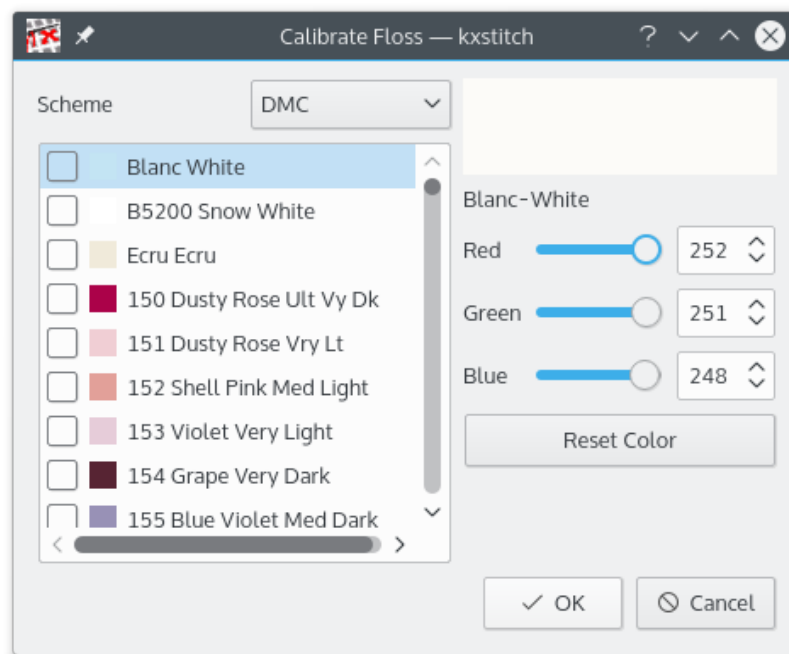 Calibrate Floss — kxstitch
Scheme
DMC
Blanc White
B5200 Snow White
Ecru Ecru
150 Dusty Rose Ult Vy Dk
151 Dusty Rose Vry Lt
152 Shell Pink Med Light
153 Violet Very Light
154 Grape Very Dark
155 Blue Violet Med Dark
Blanc-White
Red 252
Green 251
Blue 248
Reset Color
OK
Cancel